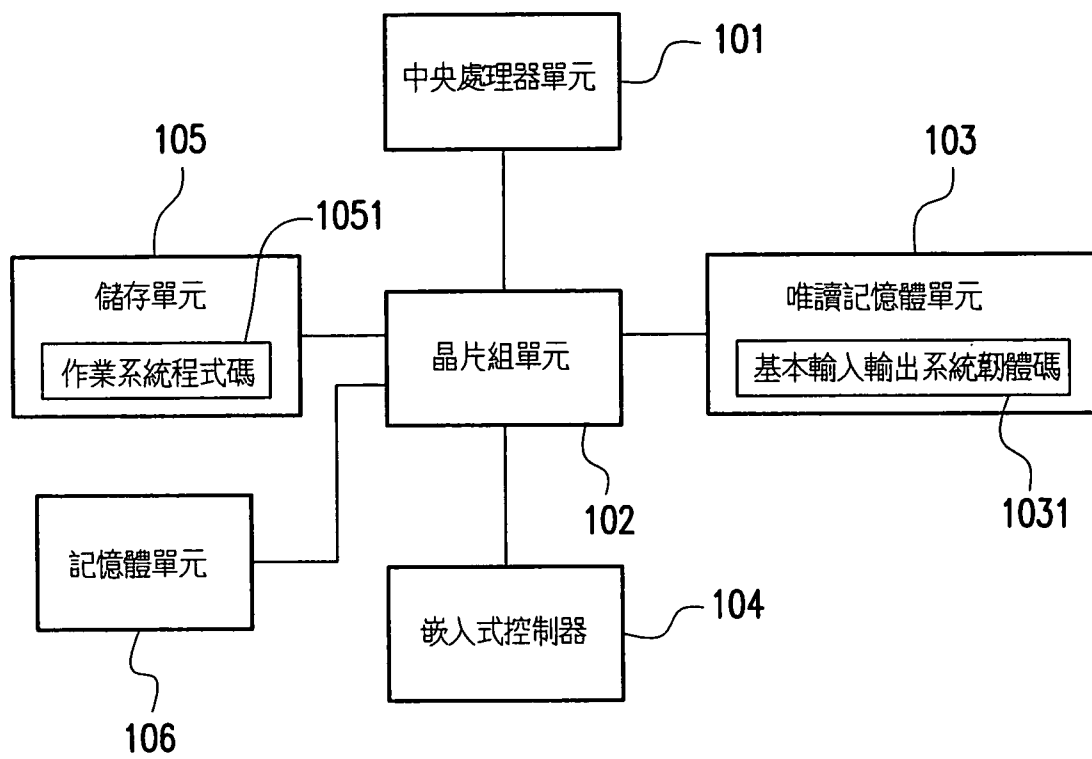 101
中央處理器單元
105
103
1051
儲存單元
唯讀記憶體單元
晶片組單元
作業系統程式碼
基本輸入輸出系統韌體碼
102
1031
記憶體單元
104
嵌入式控制器
106